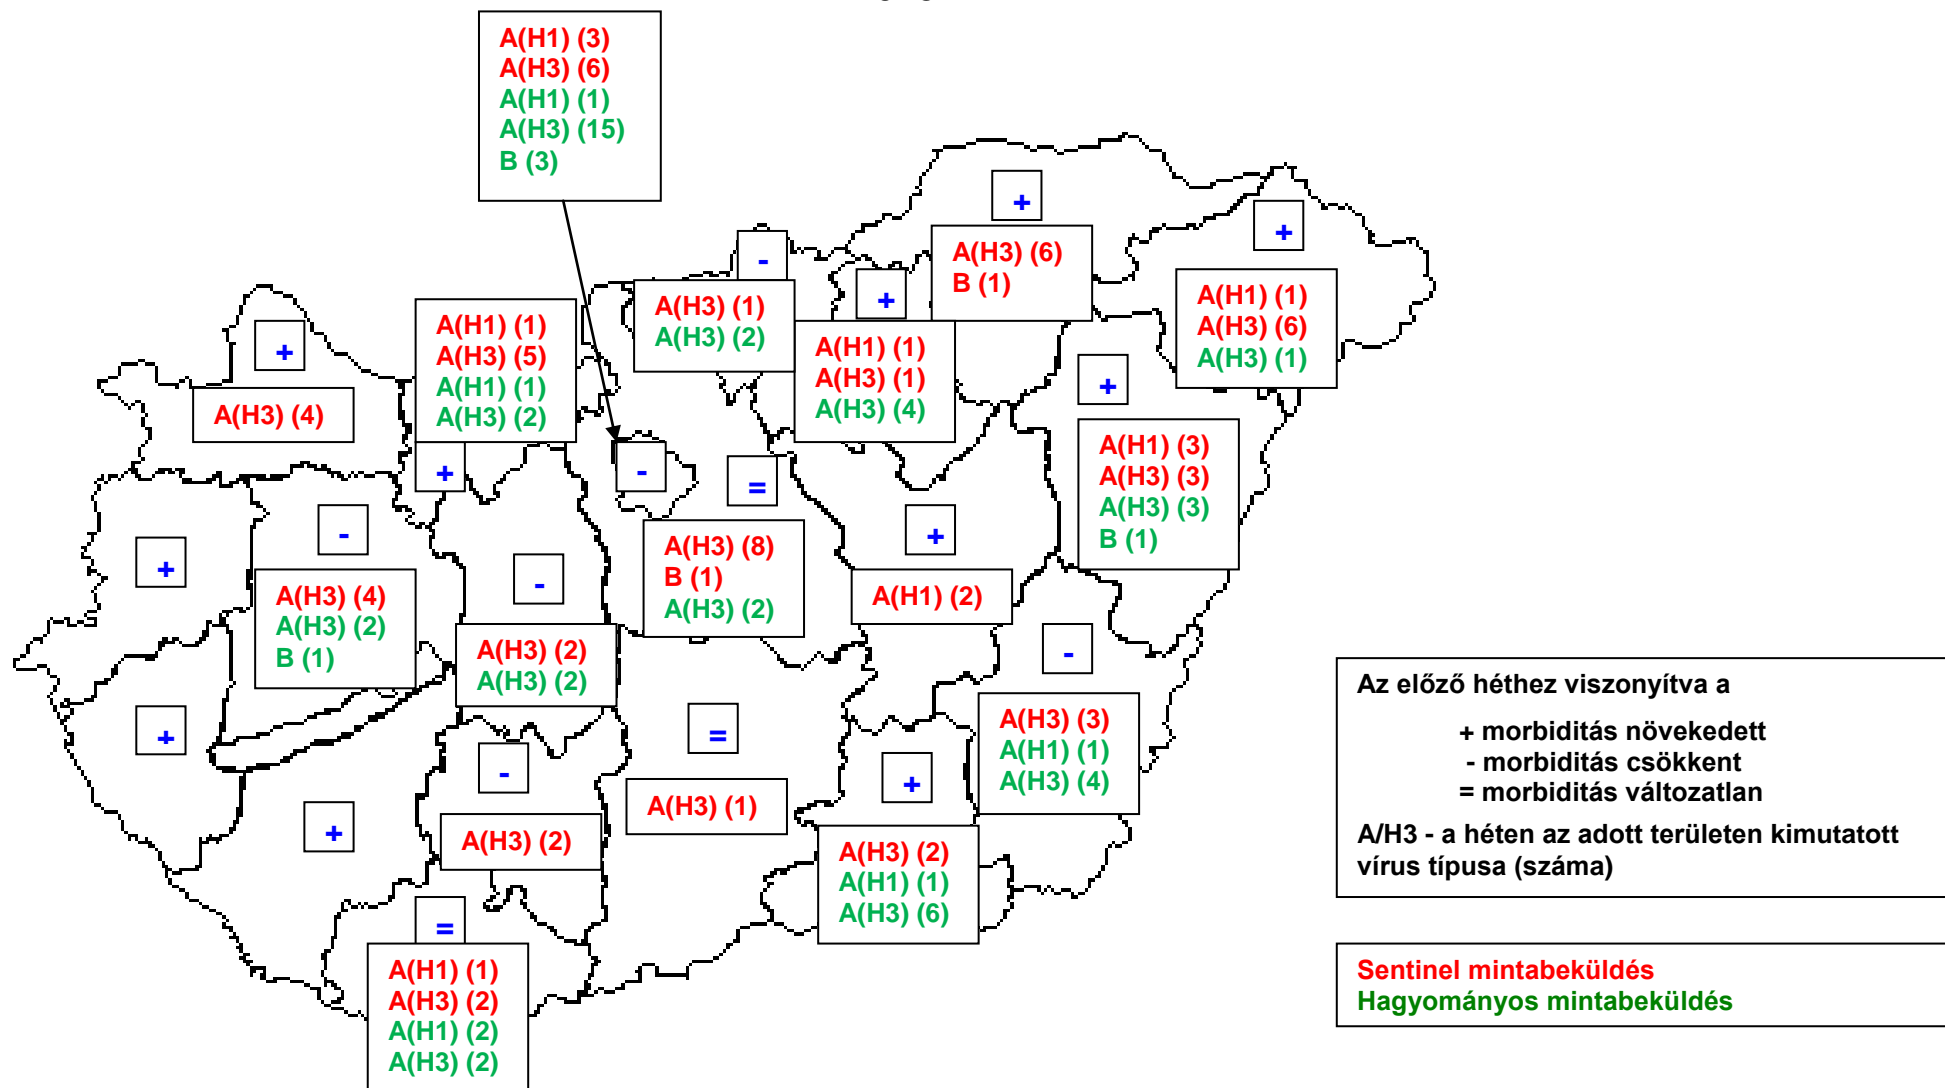 A(H1) (3)
A(H3) (6)
A(H1) (1)
A(H3) (15)
B (3)
+
+
-
A(H3) (6)
B (1)
+
A(H3) (1)
A(H3) (2)
A(H1) (1)
A(H3) (6)
A(H3) (1)
+
A(H1) (1)
A(H3) (5)
A(H1) (1)
A(H3) (2)
A(H1) (1)
A(H3) (1)
A(H3) (4)
+
A(H3) (4)
+
-
=
A(H1) (3)
A(H3) (3)
A(H3) (3)
B (1)
+
-
-
+
A(H3) (8)
B (1)
A(H3) (2)
A(H3) (4)
A(H3) (2)
B (1)
A(H1) (2)
-
A(H3) (2)
A(H3) (2)
+
=
-
A(H3) (3)
A(H1) (1)
A(H3) (4)
+
+
A(H3) (1)
A(H3) (2)
A(H3) (2)
A(H1) (1)
A(H3) (6)
=
A(H1) (1)
A(H3) (2)
A(H1) (2)
A(H3) (2)
Az előző héthez viszonyítva a
+ morbiditás növekedett
- morbiditás csökkent
= morbiditás változatlan
A/H3 - a héten az adott területen kimutatott
vírus típusa (száma)
Sentinel mintabeküldés
Hagyományos mintabeküldés